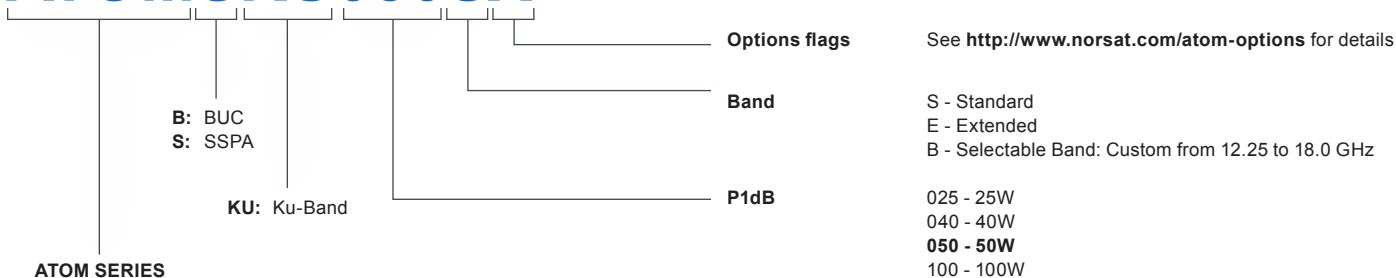 Options flags See http://www.norsat.com/atom-options for details
Band S - Standard
E - Extended
B - Selectable Band: Custom from 12.25 to 18.0 GHz
B: BUC
S: SSPA
P1dB 025 - 25W
KU: Ku-Band
040 - 40W
050 - 50W
ATOM SERIES 100 - 100W